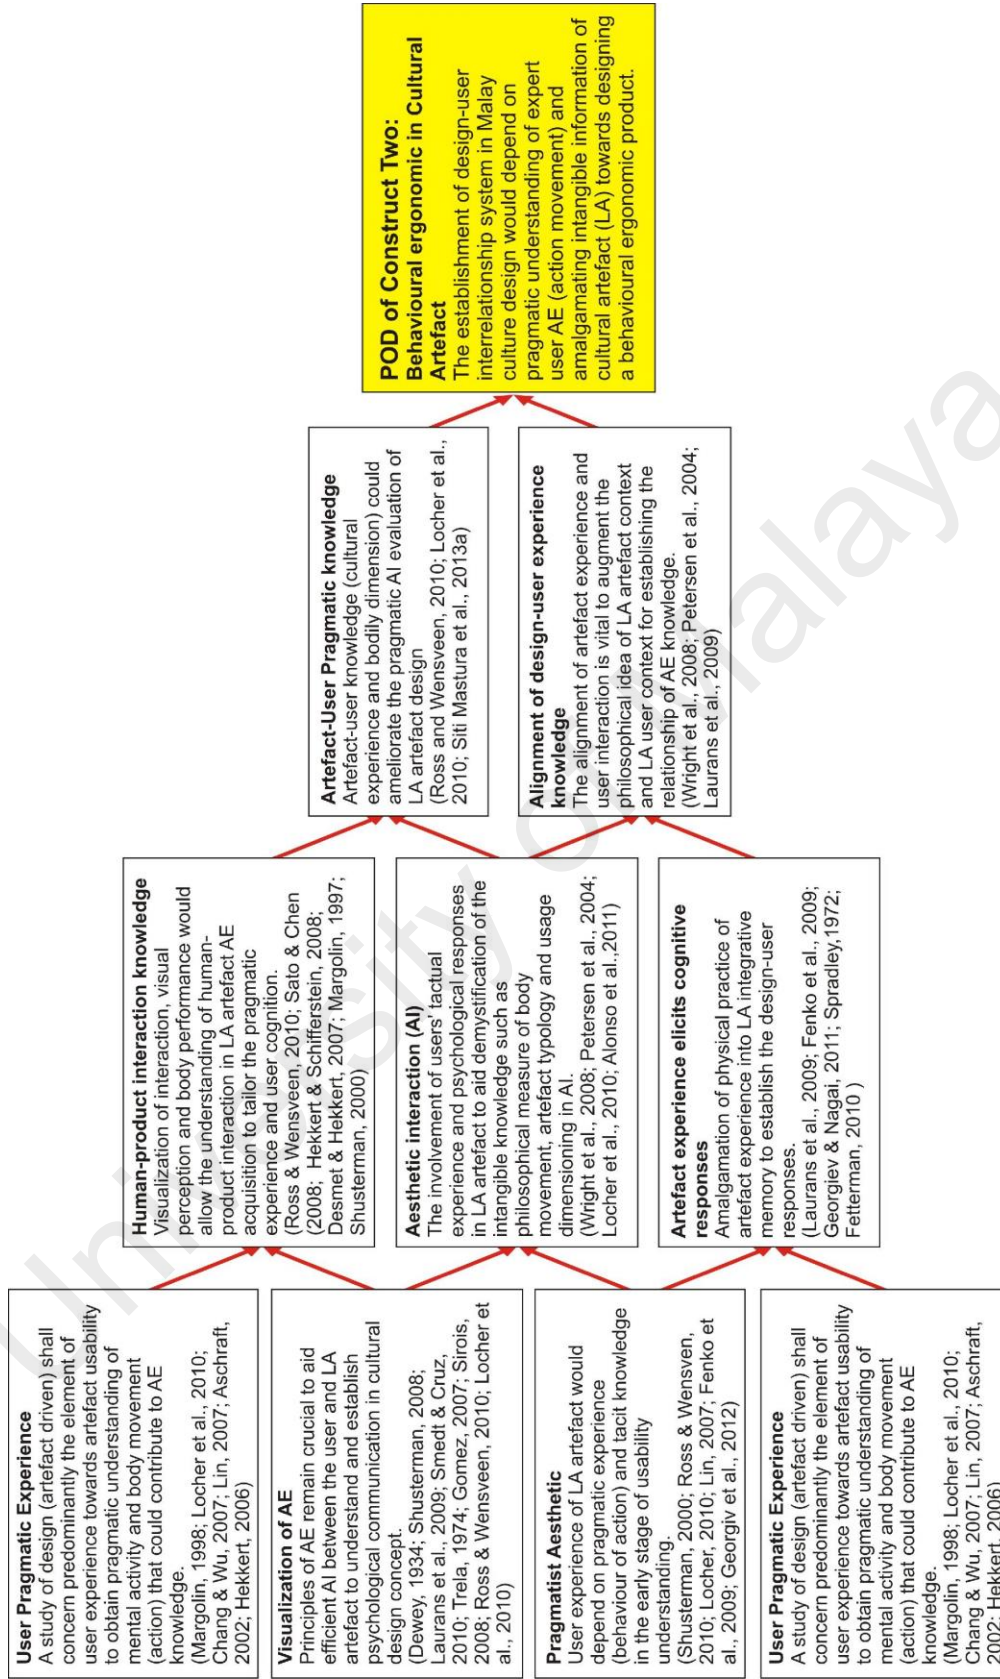 User Pragmatic Experience
A study of design (artefact driven) shall
concern predominantly the element of
user experience towards artefact usability
to obtain pragmatic understanding of
mental activity and body movement
(action) that could contribute to AE
knowledge.
(Margolin, 1998; Locher et al., 2010;
Chang & Wu, 2007; Lin, 2007; Aschraft,
2002; Hekkert, 2006)
Visualization of AE
Principles of AE remain crucial to aid
efficient AI between the user and LA
artefact to understand and establish
psychological communication in cultural
design concept.
(Dewey, 1934; Shusterman, 2008;
Laurans et al., 2009; Smedt & Cruz,
2010; Trela, 1974; Gomez, 2007; Sirois,
2008; Ross & Wensveen, 2010; Locher et
al., 2010)
Pragmatist Aesthetic
User experience of LA artefact would
depend on pragmatic experience
(behaviour of action) and tacit knowledge
in the early stage of usability
understanding.
(Shusterman, 2000; Ross & Wensven,
2010; Locher, 2010; Lin, 2007; Fenko et
al., 2009; Georgiv et al., 2012)
User Pragmatic Experience
A study of design (artefact driven) shall
concern predominantly the element of
user experience towards artefact usability
to obtain pragmatic understanding of
mental activity and body movement
(action) that could contribute to AE
knowledge.
(Margolin, 1998; Locher et al., 2010;
Chang & Wu, 2007; Lin, 2007; Aschraft,
2002; Hekkert, 2006)
Human-product interaction knowledge
Visualization of interaction, visual
perception and body performance would
allow the understanding of human-
product interaction in LA artefact AE
acquisition to tailor the pragmatic
experience and user cognition.
(Ross & Wensveen, 2010; Sato & Chen
(2008; Hekkert & Schifferstein, 2008;
Desmet & Hekkert, 2007; Margolin, 1997;
Shusterman, 2000)
Aesthetic interaction (AI)
The involvement of users' tactual
experience and psychological responses
in LA artefact to aid demystification of the
intangible knowledge such as
philosophical measure of body
movement, artefact typology and usage
dimensioning in AI.
(Wright et al., 2008; Petersen et al., 2004;
Locher et al., 2010; Alonso et al.,2011)
Artefact experience elicits cognitive
responses
Amalgamation of physical practice of
artefact experience into LA integrative
memory to establish the design-user
responses.
(Laurans et al., 2009; Fenko et al., 2009;
Georgiev & Nagai, 2011; Spradley,1972;
Fetterman, 2010 )
Artefact-User Pragmatic knowledge
Artefact-user knowledge (cultural
experience and bodily dimension) could
ameliorate the pragmatic AI evaluation of
LA artefact design
(Ross and Wensveen, 2010; Locher et al.,
2010; Siti Mastura et al., 2013a)
Alignment of design-user experience
knowledge
The alignment of artefact experience and
user interaction is vital to augment the
philosophical idea of LA artefact context
and LA user context for establishing the
relationship of AE knowledge.
(Wright et al., 2008; Petersen et al., 2004;
Laurans et al., 2009)
POD of Construct Two:
Behavioural ergonomic in Cultural
Artefact
The establishment of design-user
interrelationship system in Malay
culture design would depend on
pragmatic understanding of expert
user AE (action movement) and
amalgamating intangible information of
cultural artefact (LA) towards designing
a behavioural ergonomic product.
University of Malaya